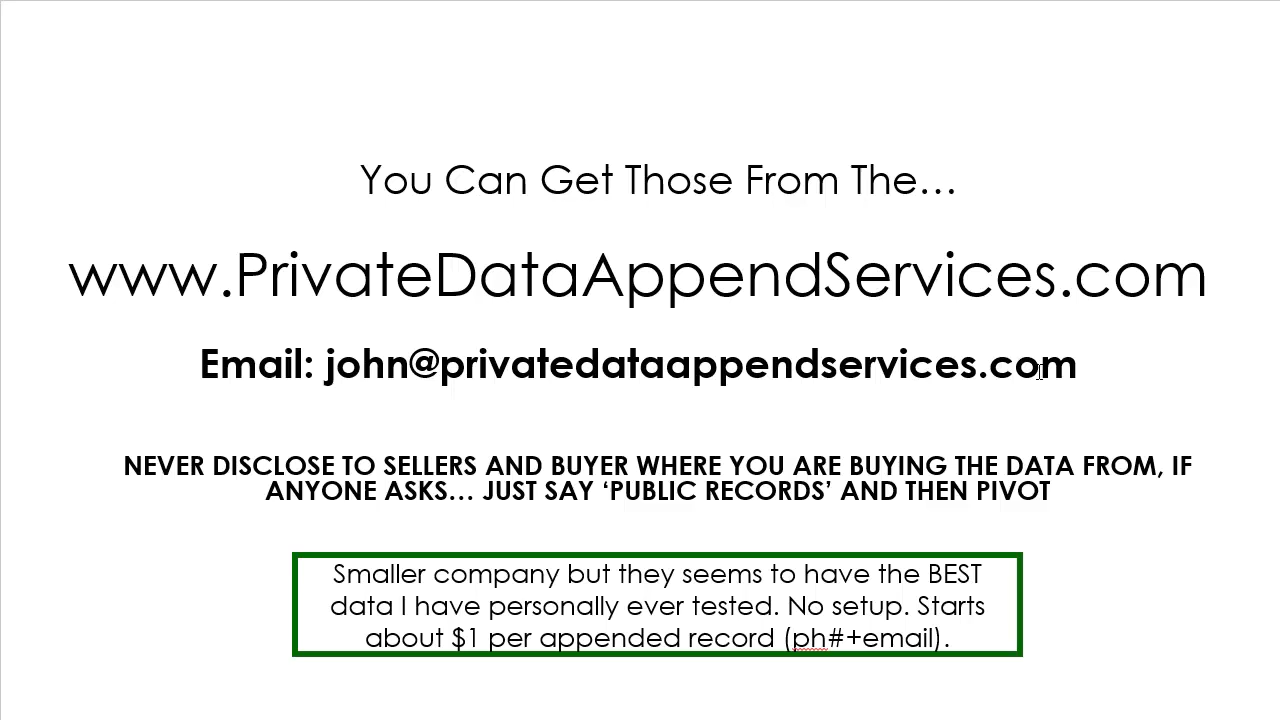 You Can Get Those From The…
www.PrivateDataAppendServices.com
Email: john@privatedataappendservices.com
NEVER DISCLOSE TO SELLERS AND BUYER WHERE YOU ARE BUYING THE DATA FROM, IF
ANYONE ASKS… JUST SAY ‘PUBLIC RECORDS’ AND THEN PIVOT
Smaller company but they seems to have the BEST
data I have personally ever tested. No setup. Starts
about $1 per appended record (ph#+email).